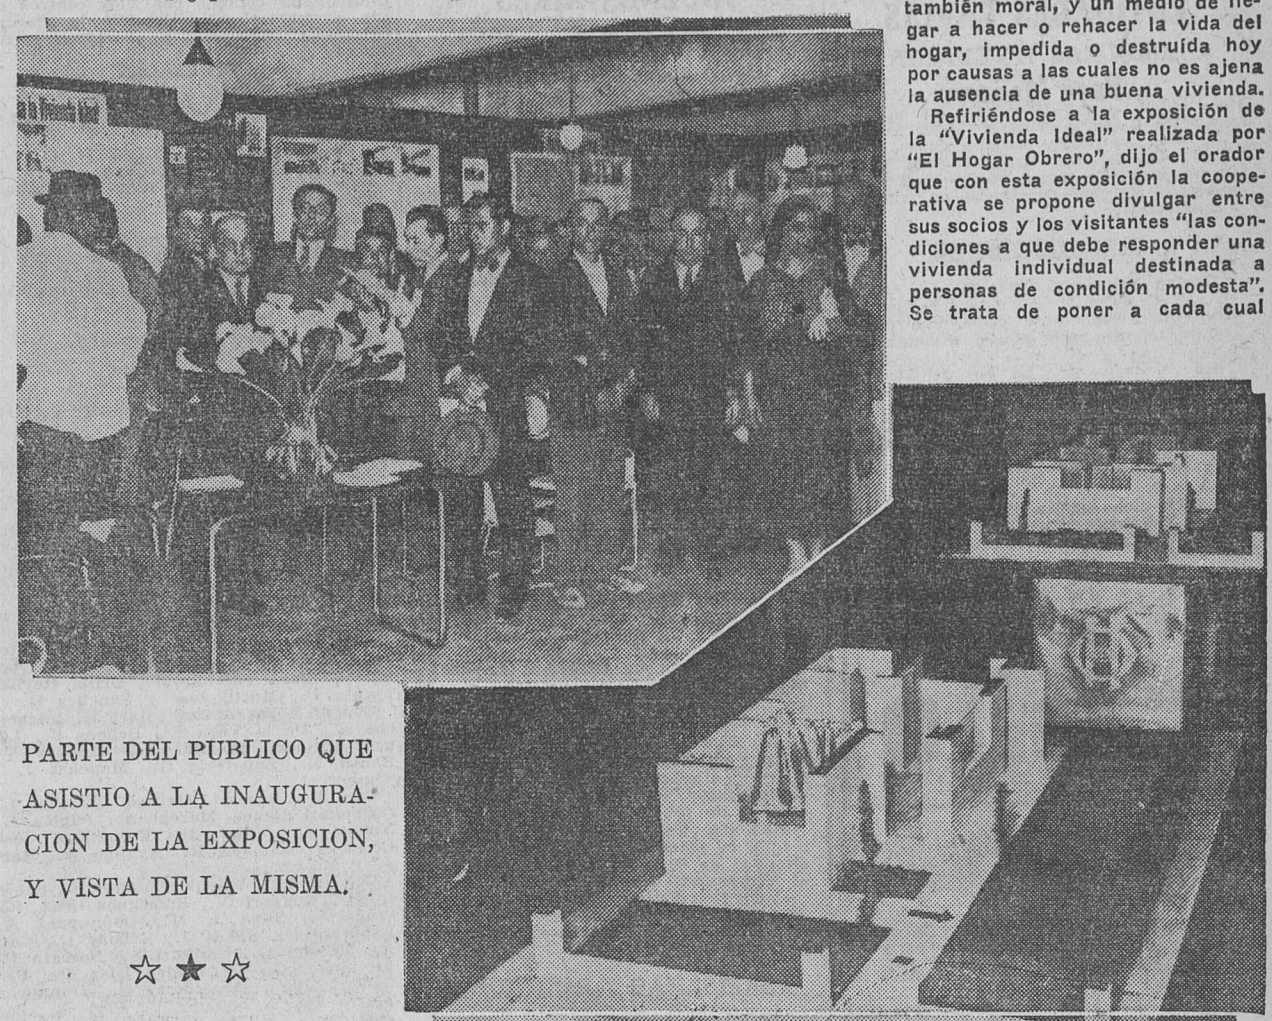 también moral, y un medio de lle-
gar a hacer o rehacer la vida del
hogar, impedida o destruída hoy
por causas a las cuales no es ajena
la ausencia de una buena vivienda.
Refiriéndose a la exposición de
la "Vivienda Ideal" realizada por
"El Hogar Obrero", dijo el orador
que con esta exposición la coope-
rativa se propone divulgar entre
sus socios y los visitantes "las con-
diciones a que debe responder una
vivienda individual destinada a
personas de condición modesta".
Se trata de poner a cada cual
PARTE DEL PUBLICO QUE
ASISTIO A LA INAUGURA-
CION DE LA EXPOSICION,
Y VISTA DE LA MISMA.